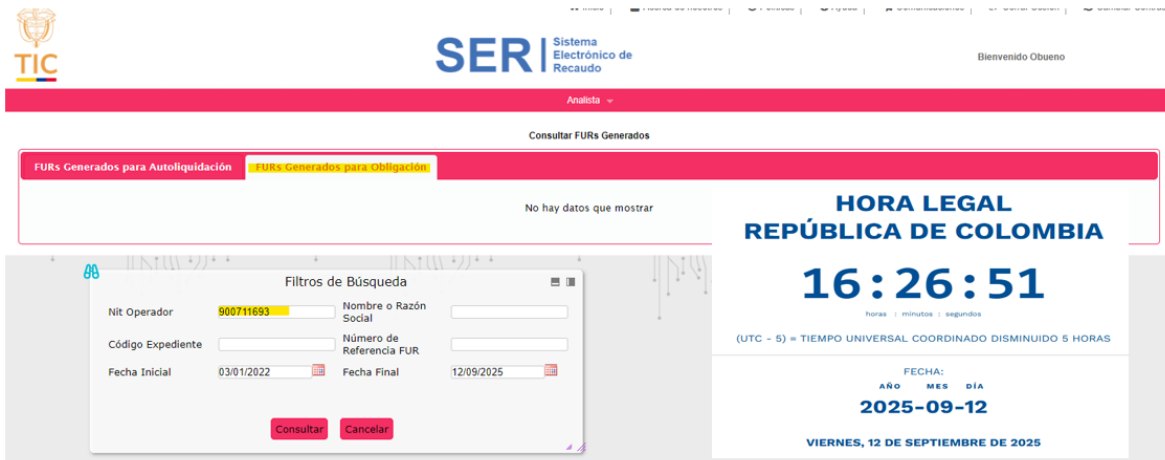 TIC
SER
Sistema
Electrónico de
Recaudo
Bienvenido Obueno
Analista
Consultar FURs Generados
FURs Generados para Autoliquidación
FURs Generados para Obligación
No hay datos que mostrar
Filtros de Búsqueda
Nit Operador
900711693
Nombre o Razón
Social
Código Expediente
Número de
Referencia FUR
Fecha Inicial
03/01/2022
Fecha Final
12/09/2025
Consultar
Cancelar
HORA LEGAL
REPÚBLICA DE COLOMBIA
16:26:51
horas : minutos : segundos
(UTC - 5) = TIEMPO UNIVERSAL COORDINADO DISMINUIDO 5 HORAS
FECHA:
AÑO MES DÍA
2025-09-12
VIERNES, 12 DE SEPTIEMBRE DE 2025